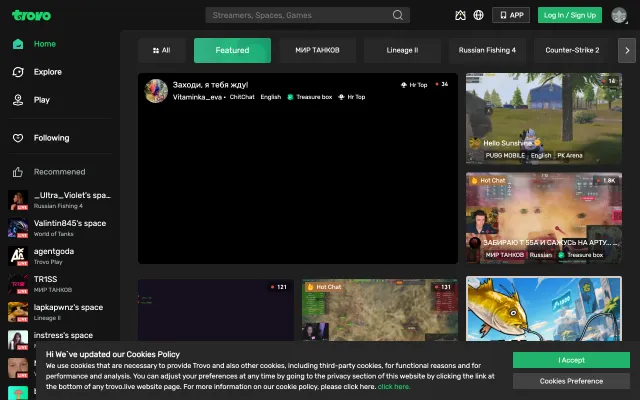 trovo
Streamers, Spaces, Games
APP
Log In / Sign Up
Home
Explore
Play
Following
Recommened
_Ultra_Violet's spa...
Russian Fishing 4
LIVE
Valintin845's space
World of Tanks
LIVE
agentgoda
Trovo Play
LIVE
TR1SS
МИР ТАНКОВ
LIVE
lapkapwnz's space
Lineage II
LIVE
instress's space
All
Featured
МИР ТАНКОВ
Lineage II
Russian Fishing 4
Counter-Strike 2
Заходи, я тебя жду!
Vitaminka_eva • ChitChat English Treasure box Hr Top
Hr Top
34
14
Hello Sunshine
PUBG MOBILE English PK Arena
Hot Chat
1.8K
ЗАБИРАЮ Т 55А И САЖУСЬ НА АРТУ... ...
МИР ТАНКОВ Russian Treasure box
121
Hot Chat
131
Hi We`ve updated our Cookies Policy
We use cookies that are necessary to provide Trovo and also other cookies, including third-party cookies, for functional reasons and for
performance and analysis. You can adjust your preferences at any time by going to the privacy section of this website by clicking the link at
the bottom of any trovo.live website page. For more information on our cookie policy, please click here. click here.
I Accept
Cookies Preference